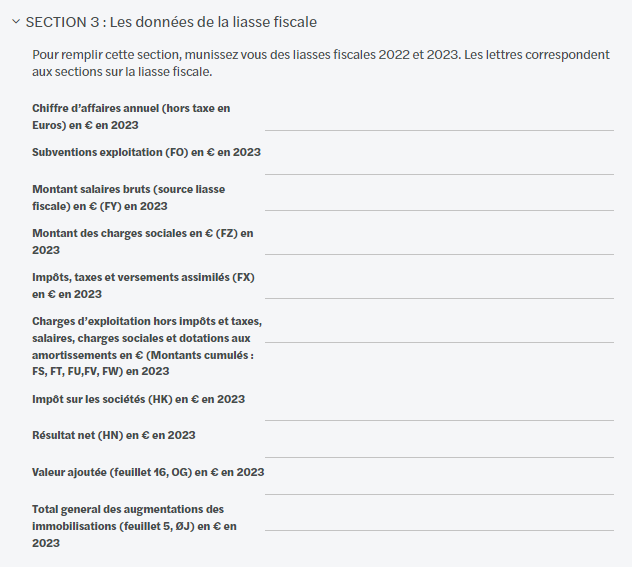 SECTION 3 : Les données de la liasse fiscale
Pour remplir cette section, munissez vous des liasses fiscales 2022 et 2023. Les lettres correspondent
aux sections sur la liasse fiscale.
Chiffre d'affaires annuel (hors taxe en
Euros) en € en 2023
Subventions exploitation (FO) en € en 2023
Montant salaires bruts (source liasse
fiscale) en € (FY) en 2023
Montant des charges sociales en € (FZ) en
2023
Impôts, taxes et versements assimilés (FX)
en € en 2023
Charges d'exploitation hors impôts et taxes,
salaires, charges sociales et dotations aux
amortissements en € (Montants cumulés :
FS, FT, FU,FV, FW) en 2023
Impôt sur les sociétés (HK) en € en 2023
Résultat net (HN) en € en 2023
Valeur ajoutée (feuillet 16, OG) en € en 2023
Total general des augmentations des
immobilisations (feuillet 5, ØJ) en € en
2023